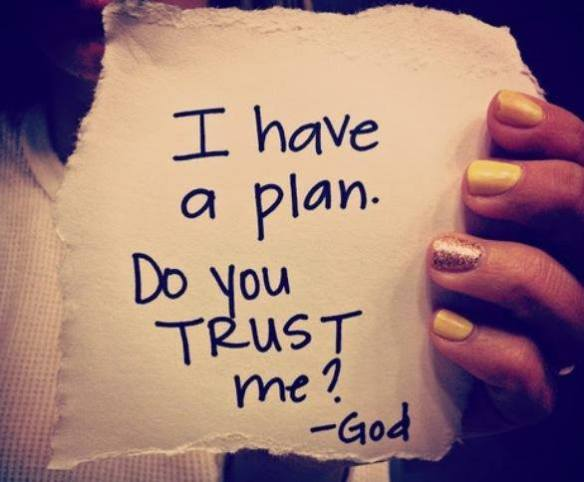 I have
a plan.
Do you
TRUST
me?
-God